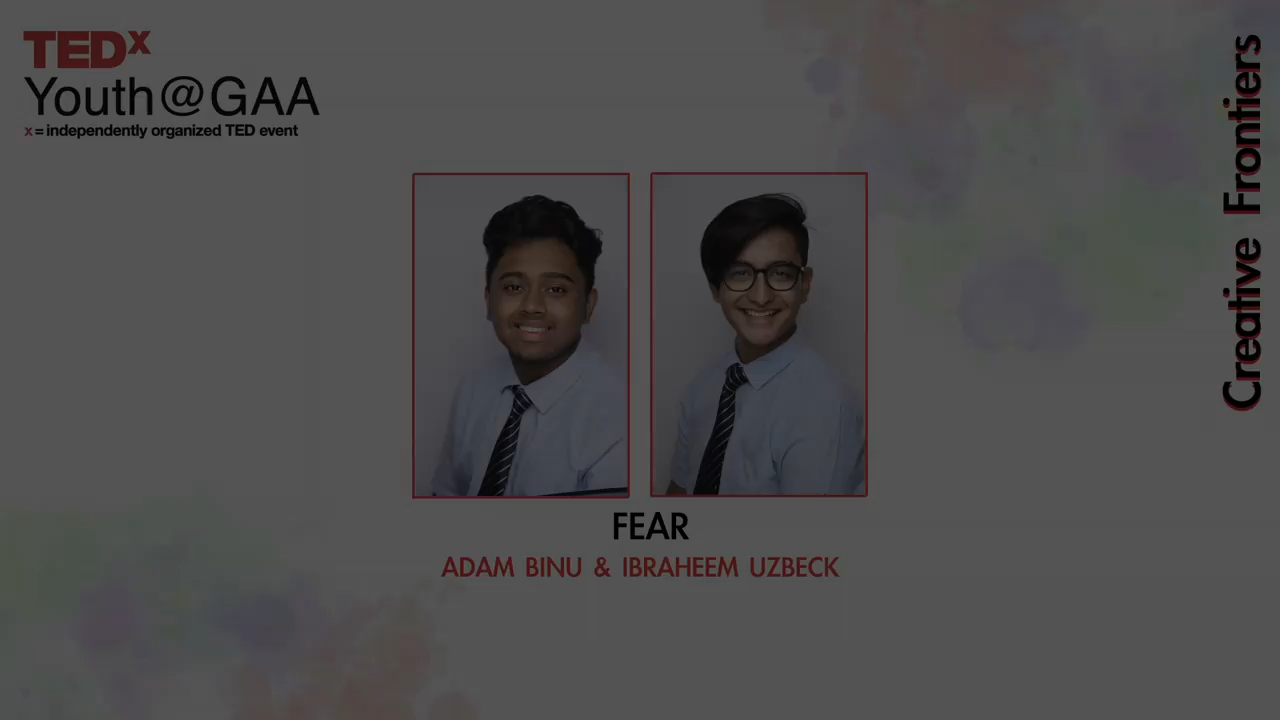 TEDx
Youth@GAA
x = independently organized TED event
Creative Frontiers
FEAR
ADAM BINU & IBRAHEEM UZBECK